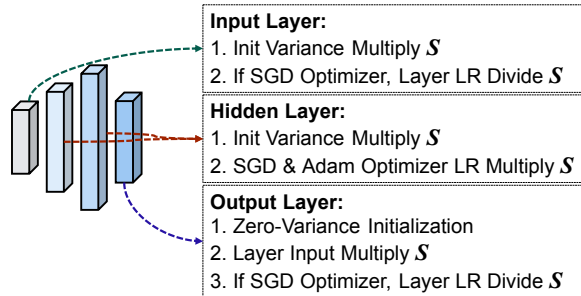 Input Layer:
1. Init Variance Multiply S
2. If SGD Optimizer, Layer LR Divide S
Hidden Layer:
1. Init Variance Multiply S
2. SGD & Adam Optimizer LR Multiply S
Output Layer:
1. Zero-Variance Initialization
2. Layer Input Multiply S
3. If SGD Optimizer, Layer LR Divide S